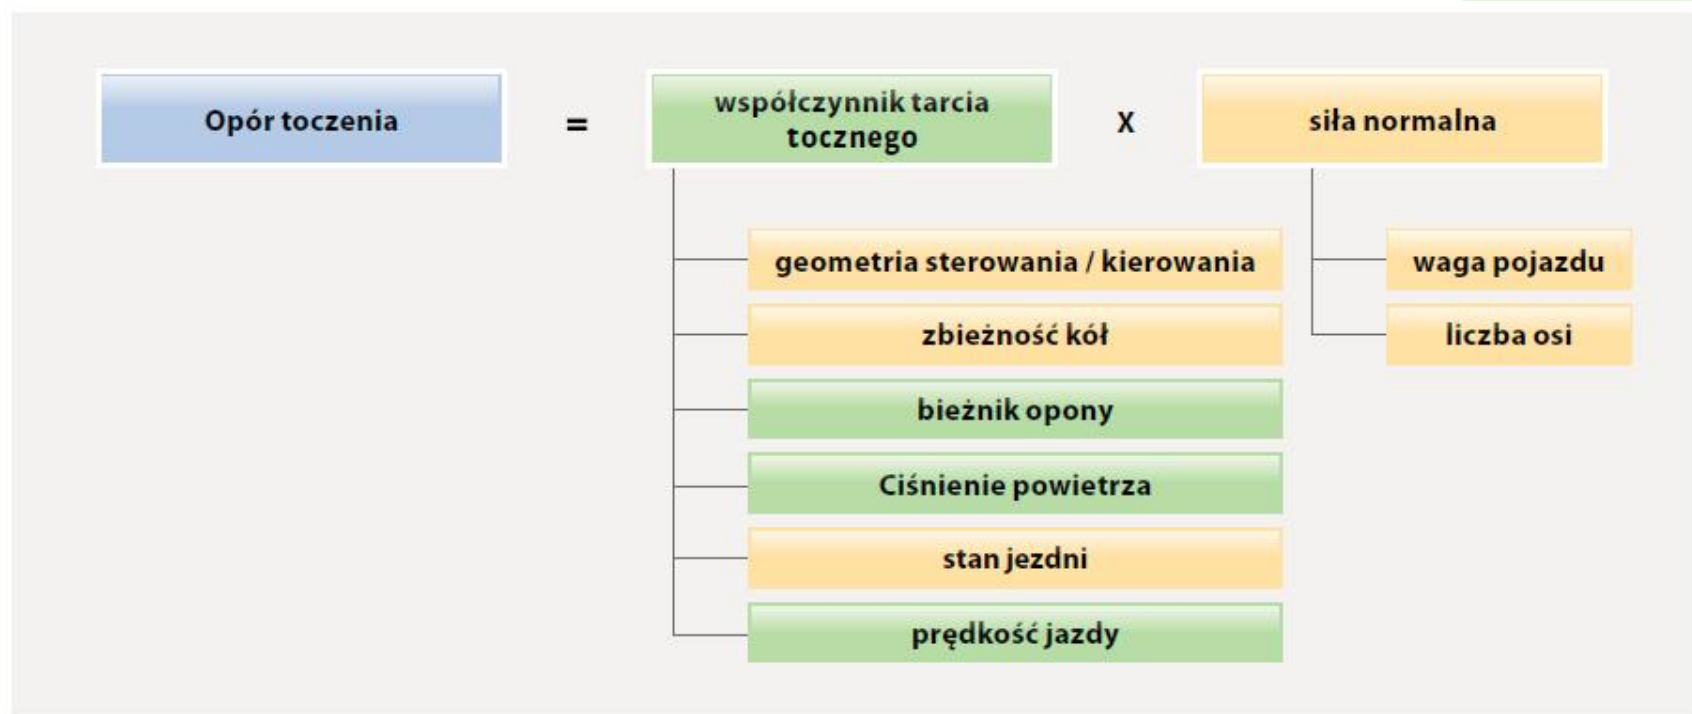 Opór toczenia
=
współczynnik tarcia
tocznego
X
siła normalna
geometria sterowania / kierowania
zbieżność kół
bieżnik opony
Ciśnienie powietrza
stan jezdni
prędkość jazdy
waga pojazdu
liczba osi